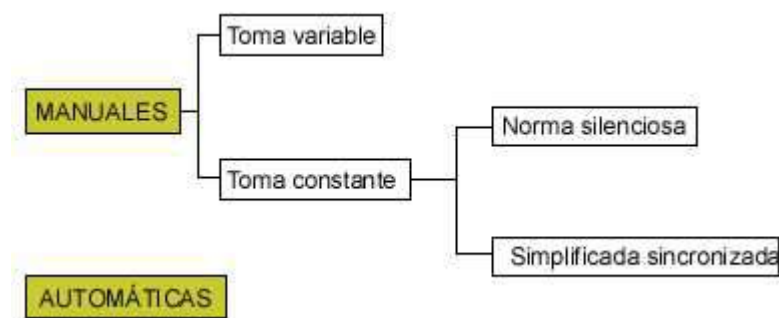 Toma variable
MANUALES
Norma silenciosa
Toma constante
Simplificada sincronizada
AUTOMÁTICAS